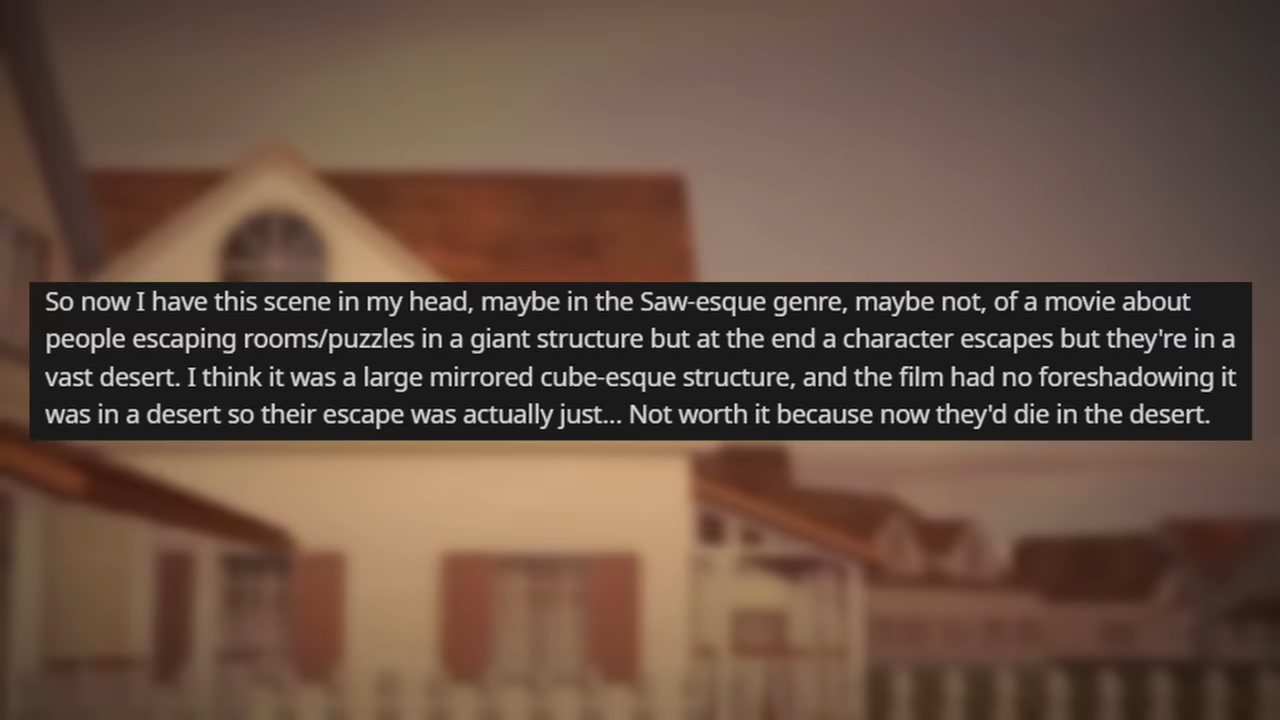 So now I have this scene in my head, maybe in the Saw-esque genre, maybe not, of a movie about
people escaping rooms/puzzles in a giant structure but at the end a character escapes but they're in a
vast desert. I think it was a large mirrored cube-esque structure, and the film had no foreshadowing it
was in a desert so their escape was actually just... Not worth it because now they'd die in the desert.